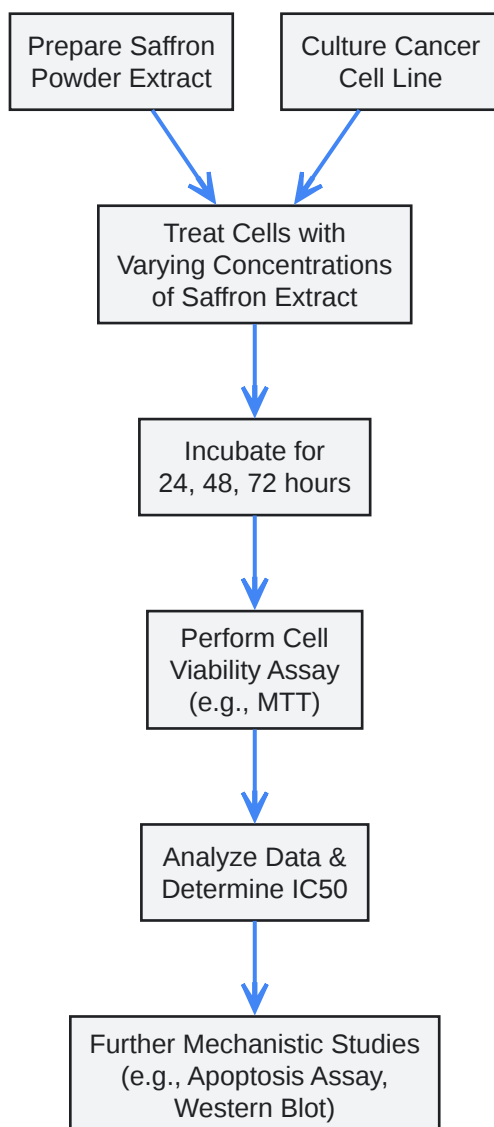 Prepare Saffron
Powder Extract
Culture Cancer
Cell Line
Treat Cells with
Varying Concentrations
of Saffron Extract
Incubate for
24, 48, 72 hours
Perform Cell
Viability Assay
(e.g., MTT)
Analyze Data &
Determine IC50
Further Mechanistic Studies
(e.g., Apoptosis Assay,
Western Blot)